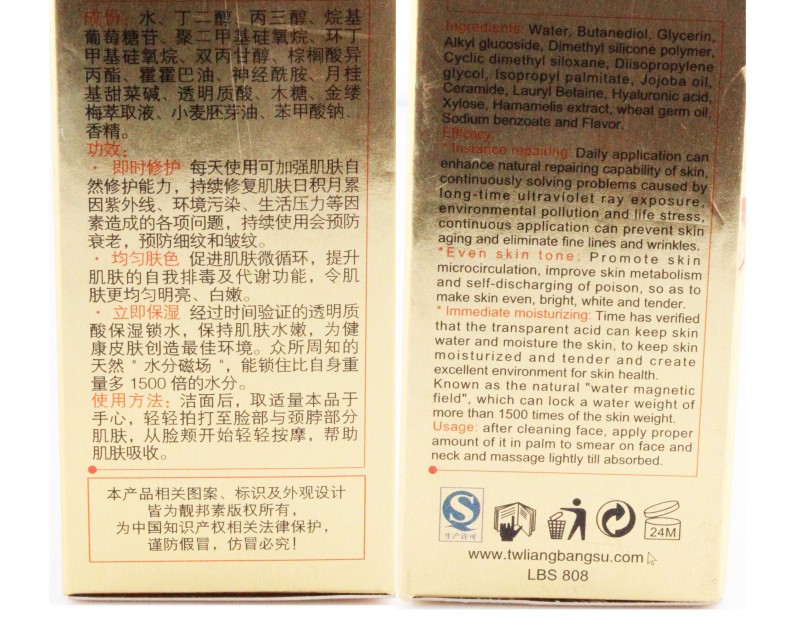 成份：水、丁二醇、丙三醇、烷基
葡萄糖苷、聚二甲基硅氧烷、环丁
甲基硅氧烷、双丙甘醇、棕榈酸异
丙酯、霍霍巴油、神经酰胺、月桂
基甜菜碱、透明质酸、木糖、金缕
梅萃取液、小麦胚芽油、苯甲酸钠、
香精。
功效：
· 即时修护 每天使用可加强肌肤自
然修护能力，持续修复肌肤日积月累
因紫外线、环境污染、生活压力等因
素造成的各项问题，持续使用会预防
衰老，预防细纹和皱纹。
· 均匀肤色 促进肌肤微循环，提升
肌肤的自我排毒及代谢功能，令肌
肤更均匀明亮、白嫩。
· 立即保湿 经过时间验证的透明质
酸保湿锁水，保持肌肤水嫩，为健
康皮肤创造最佳环境。众所周知的
天然“水分磁场”，能锁住比自身重
量多 1500 倍的水分。
使用方法：洁面后，取适量本品于
手心，轻轻拍打至脸部与颈脖部分
肌肤，从脸颊开始轻轻按摩，帮助
肌肤吸收。
本产品相关图案、标识及外观设计
皆为靓邦素版权所有，
为中国知识产权相关法律保护，
谨防假冒，仿冒必究！
Ingredients: Water, Butanediol, Glycerin,
Alkyl glucoside, Dimethyl silicone polymer,
Cyclic dimethyl siloxane, Diisopropylene
glycol, Isopropyl palmitate, Jojoba oil,
Ceramide, Lauryl Betaine, Hyaluronic acid,
Xylose, Hamamelis extract, wheat germ oil,
Sodium benzoate and Flavor.
Efficacy:
* Instance repairing: Daily application can
enhance natural repairing capability of skin,
continuously solving problems caused by
long-time ultraviolet ray exposure,
environmental pollution and life stress,
continuous application can prevent skin
aging and eliminate fine lines and wrinkles.
*Even skin tone: Promote skin
microcirculation, improve skin metabolism
and self-discharging of poison, so as to
make skin even, bright, white and tender.
* Immediate moisturizing: Time has verified
that the transparent acid can keep skin
water and moisture the skin, to keep skin
moisturized and tender and create
excellent environment for skin health.
Known as the natural "water magnetic
field", which can lock a water weight of
more than 1500 times of the skin weight.
Usage: after cleaning face, apply proper
amount of it in palm to smear on face and
neck and massage lightly till absorbed.
生产许可
24M
www.twliangbangsu.com
LBS 808